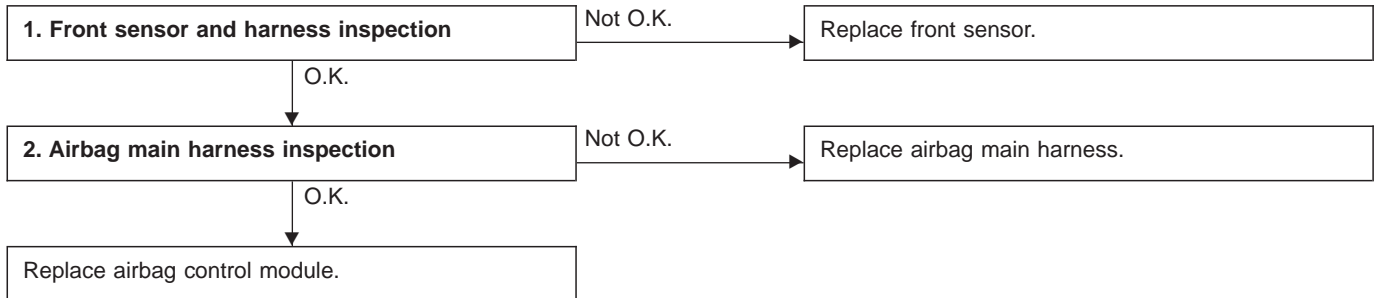 1. Front sensor and harness inspection
Not O.K.
Replace front sensor.
O.K.
2. Airbag main harness inspection
Not O.K.
Replace airbag main harness.
O.K.
Replace airbag control module.